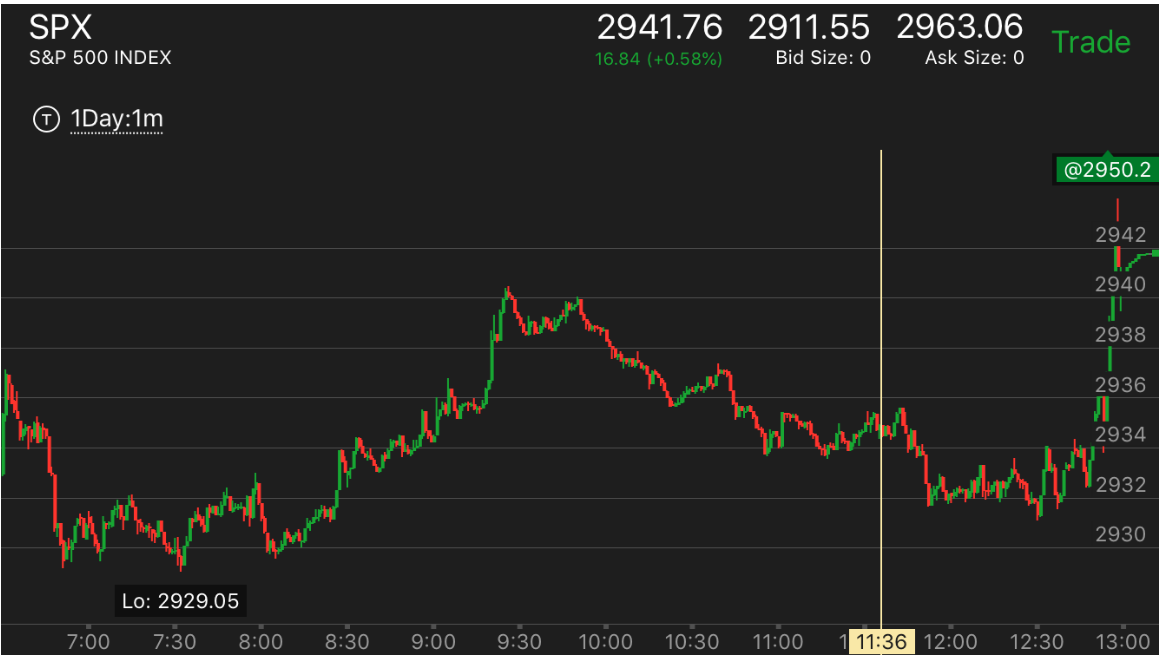 SPX 2941.76 2911.55 2963.06 Trade
S&P 500 INDEX 16.84 (+0.58%) Bid Size: 0 Ask Size: 0
T 1Day:1m
@2950.2
2942
2940
2938
2936
2934
2932
2930
Lo: 2929.05
7:00 7:30 8:00 8:30 9:00 9:30 10:00 10:30 11:00 1 11:36 12:00 12:30 13:00